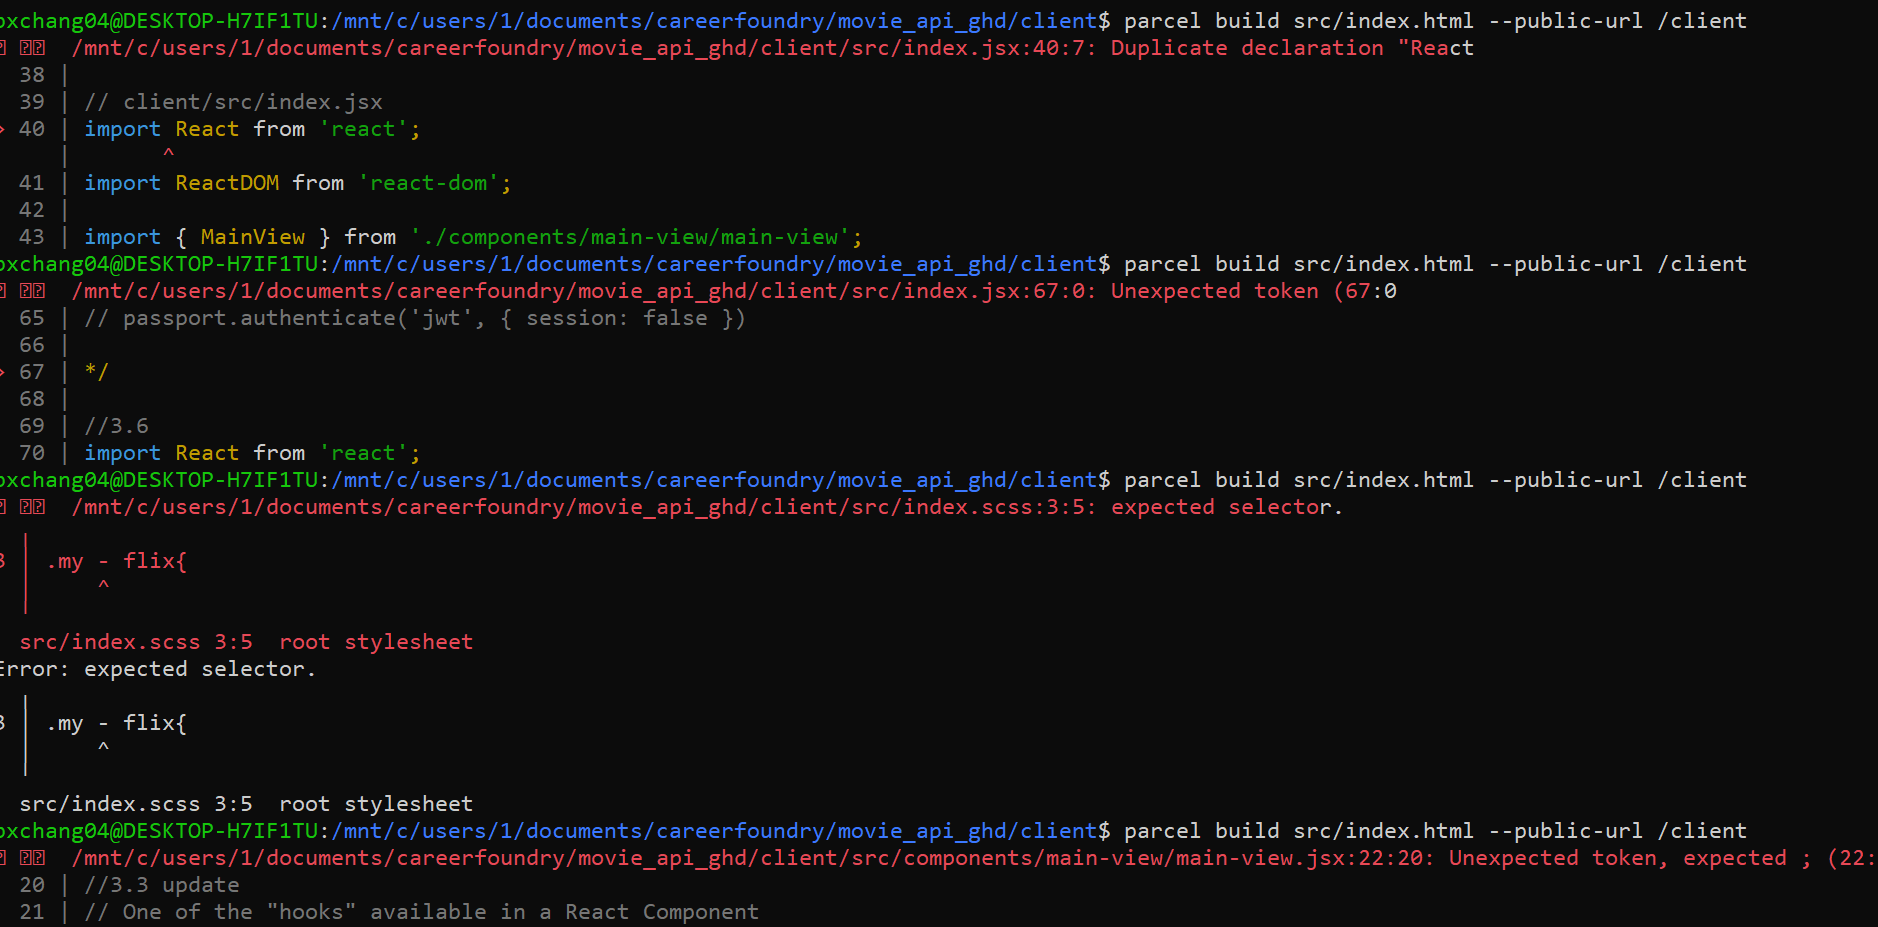 oxchang04@DESKTOP-H7IF1TU:/mnt/c/users/1/documents/careerfoundry/movie_api_ghd/client$ parcel build src/index.html --public-url /client
/mnt/c/users/1/documents/careerfoundry/movie_api_ghd/client/src/index.jsx:40:7: Duplicate declaration "React
38 |
39 | // client/src/index.jsx
> 40 | import React from 'react';
| ^
41 | import ReactDOM from 'react-dom';
42 |
43 | import { MainView } from './components/main-view/main-view';
oxchang04@DESKTOP-H7IF1TU:/mnt/c/users/1/documents/careerfoundry/movie_api_ghd/client$ parcel build src/index.html --public-url /client
/mnt/c/users/1/documents/careerfoundry/movie_api_ghd/client/src/index.jsx:67:0: Unexpected token (67:0
65 | // passport.authenticate('jwt', { session: false })
66 |
> 67 | */
68 |
69 | //3.6
70 | import React from 'react';
oxchang04@DESKTOP-H7IF1TU:/mnt/c/users/1/documents/careerfoundry/movie_api_ghd/client$ parcel build src/index.html --public-url /client
/mnt/c/users/1/documents/careerfoundry/movie_api_ghd/client/src/index.scss:3:5: expected selector.
3 | .my - flix{
| ^
src/index.scss 3:5  root stylesheet
Error: expected selector.
3 | .my - flix{
| ^
src/index.scss 3:5  root stylesheet
oxchang04@DESKTOP-H7IF1TU:/mnt/c/users/1/documents/careerfoundry/movie_api_ghd/client$ parcel build src/index.html --public-url /client
/mnt/c/users/1/documents/careerfoundry/movie_api_ghd/client/src/components/main-view/main-view.jsx:22:20: Unexpected token, expected ; (22:
20 | //3.3 update
21 | // One of the "hooks" available in a React Component